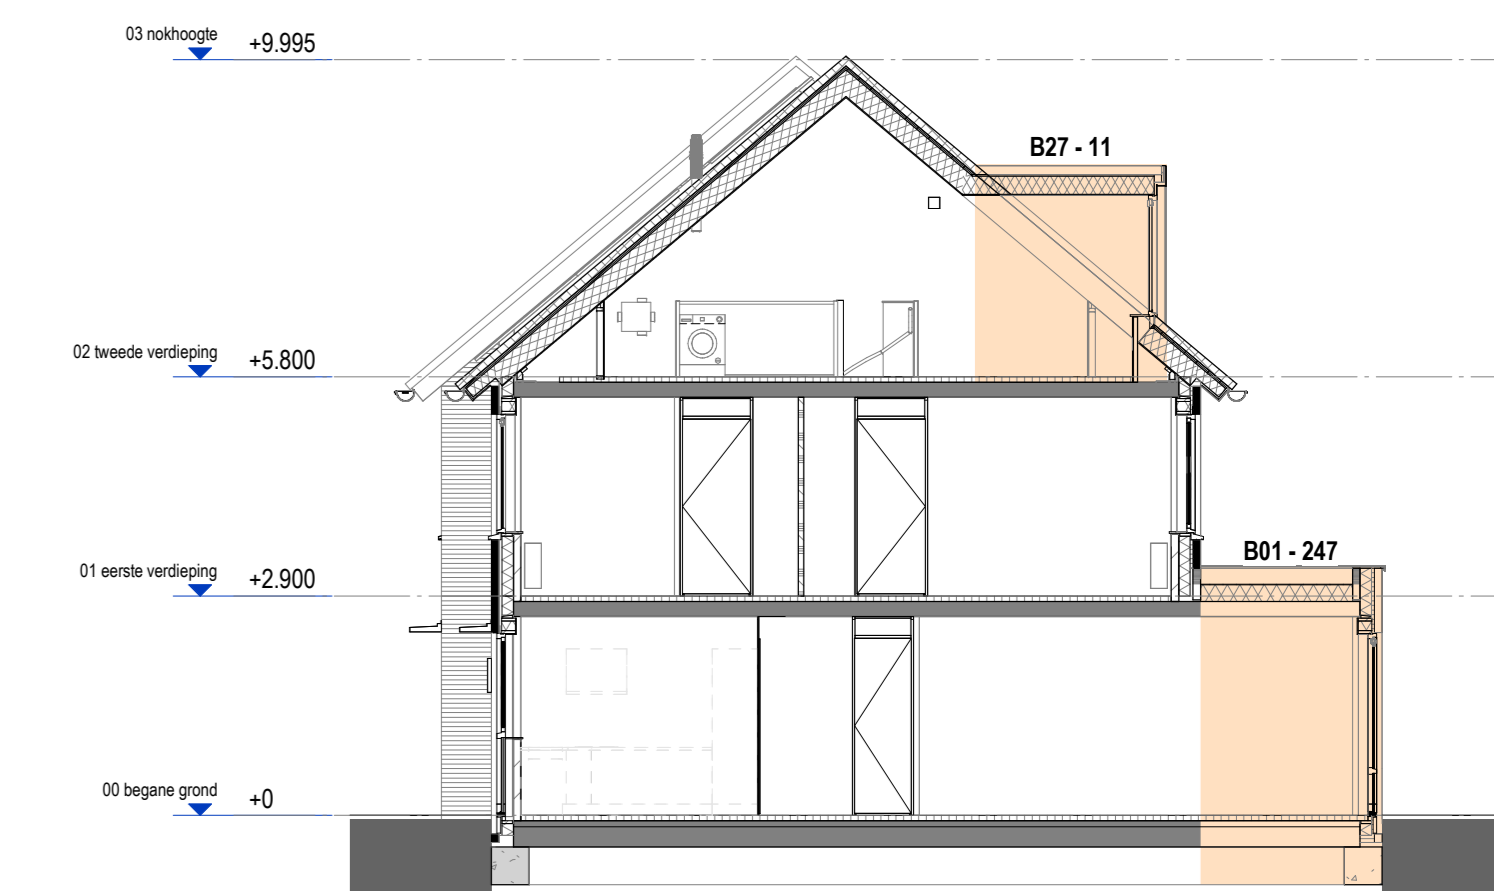 03 nokhoogte +9.995
B27 - 11
02 tweede verdieping +5.800
B01 - 247
01 eerste verdieping +2.900
00 begane grond +0